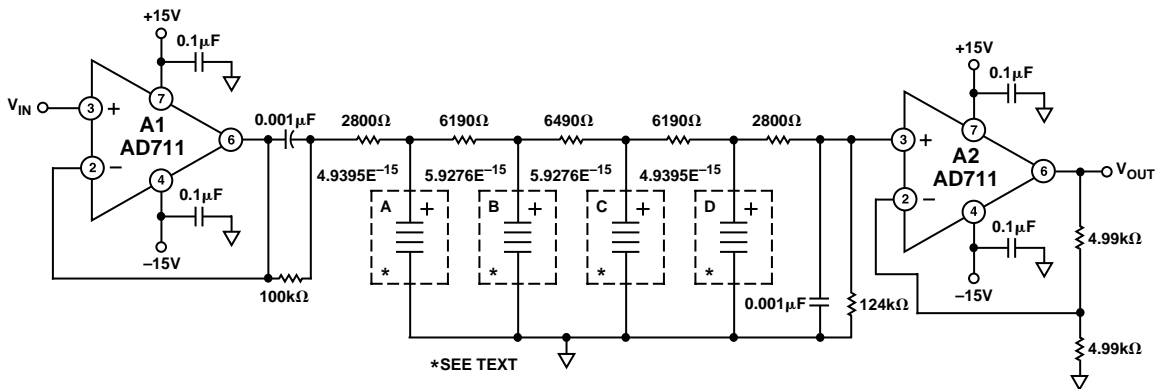 +15V
0.1µF
VIN
3
+
7
A1
AD711
6
2
−
4
0.1µF
−15V
0.001µF
100kΩ
2800Ω
6190Ω
6490Ω
6190Ω
2800Ω
4.9395E–15
5.9276E–15
5.9276E–15
4.9395E–15
A
+
*
B
+
*
C
+
*
D
+
*
0.001µF
124kΩ
*SEE TEXT
+15V
0.1µF
3
+
7
A2
AD711
6
VOUT
2
−
4
0.1µF
−15V
4.99kΩ
4.99kΩ